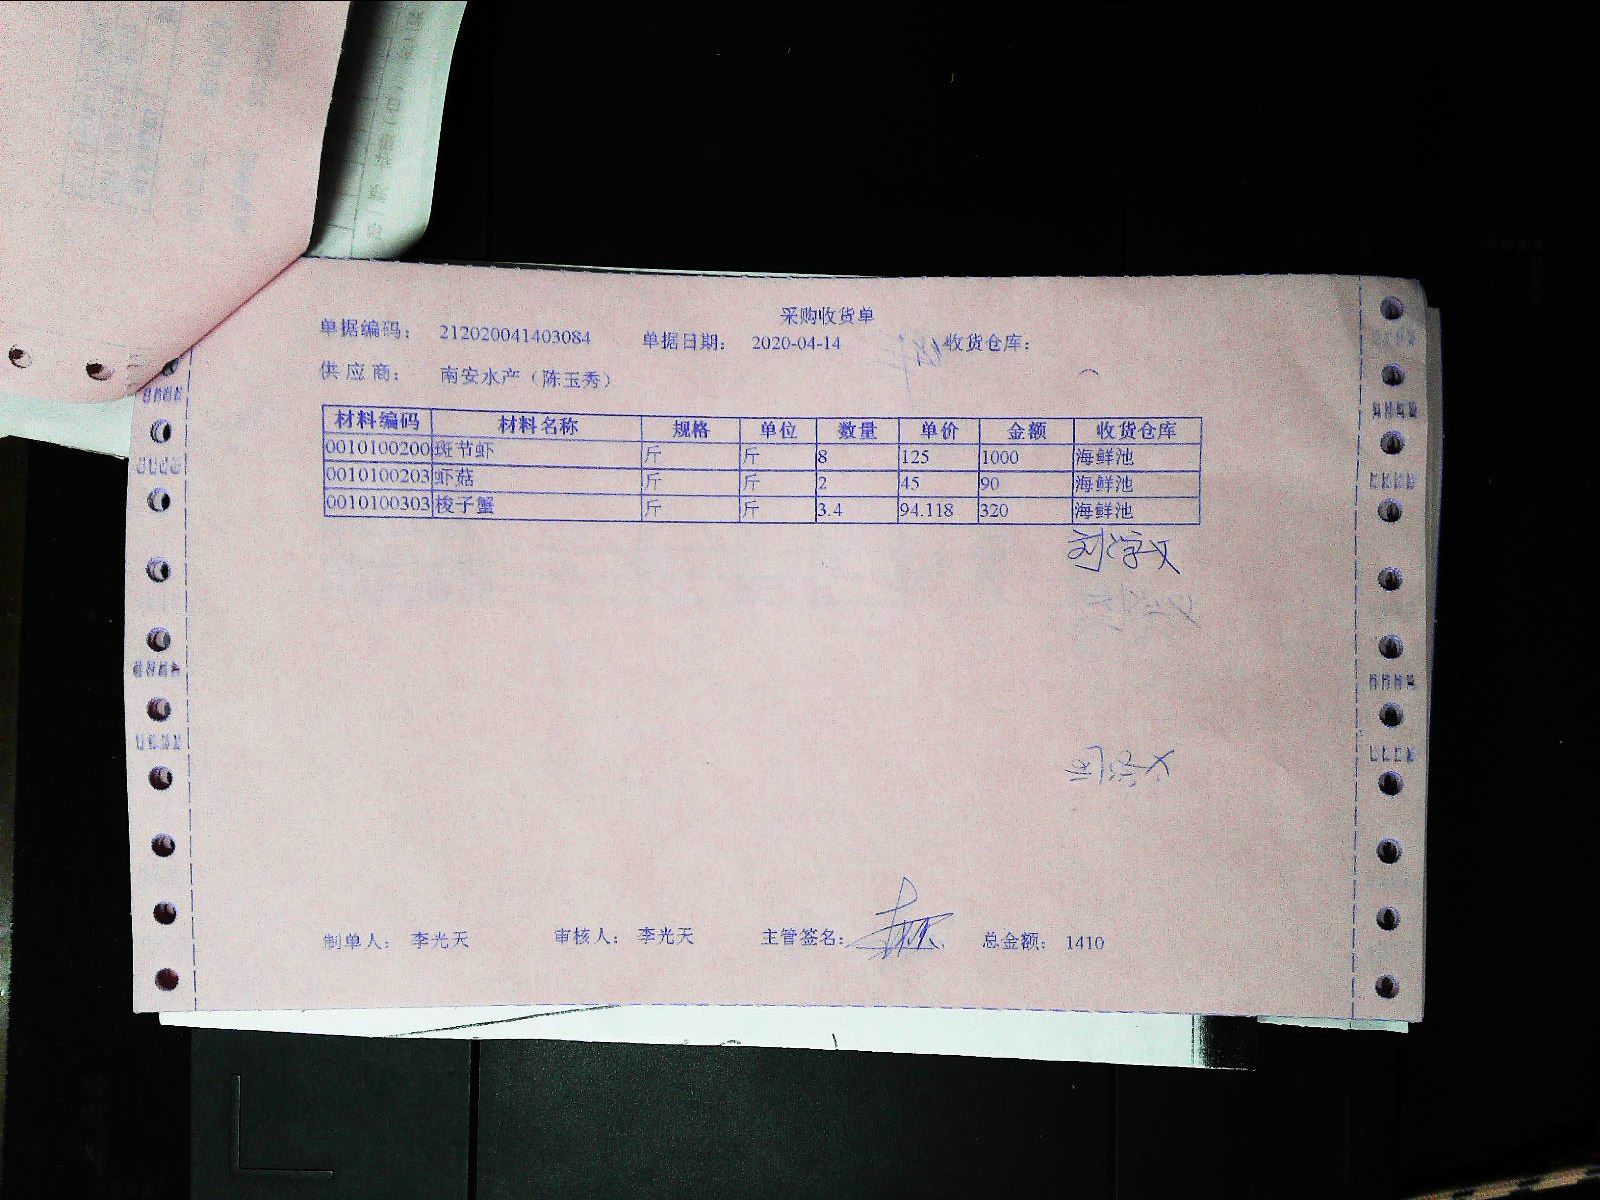 采购收货单
单据编码： 212020041403084 单据日期： 2020-04-14 收货仓库：
供 应 商： 南安水产（陈玉秀）
材料编码 材料名称 规格 单位 数量 单价 金额 收货仓库
0010100200 斑节虾 斤 斤 8 125 1000 海鲜池
0010100203 虾菇 斤 斤 2 45 90 海鲜池
0010100303 梭子蟹 斤 斤 3.4 94.118 320 海鲜池
制单人： 李光天 审核人： 李光天 主管签名： 总金额： 1410